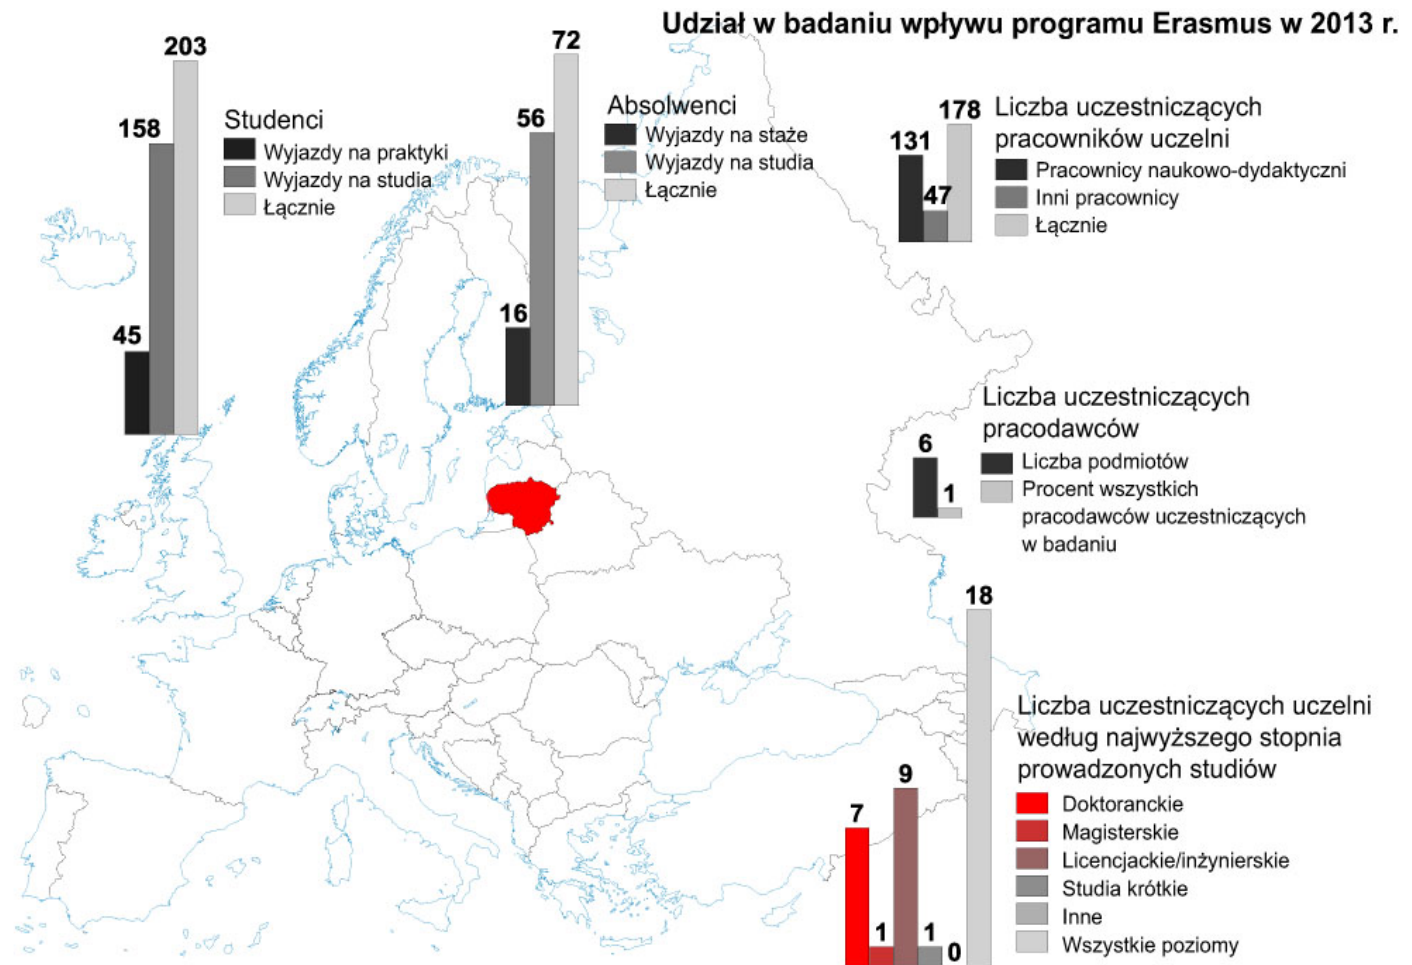 Udział w badaniu wpływu programu Erasmus w 2013 r.
203
158
45
Studenci
Wyjazdy na praktyki
Wyjazdy na studia
Łącznie
72
56
16
Absolwenci
Wyjazdy na staże
Wyjazdy na studia
Łącznie
178
131
47
Liczba uczestniczących
pracowników uczelni
Pracownicy naukowo-dydaktyczni
Inni pracownicy
Łącznie
6
1
Liczba uczestniczących
pracodawców
Liczba podmiotów
Procent wszystkich
pracodawców uczestniczących
w badaniu
18
9
7
1
1
0
Liczba uczestniczących uczelni
według najwyższego stopnia
prowadzonych studiów
Doktoranckie
Magisterskie
Licencjackie/inżynierskie
Studia krótkie
Inne
Wszystkie poziomy